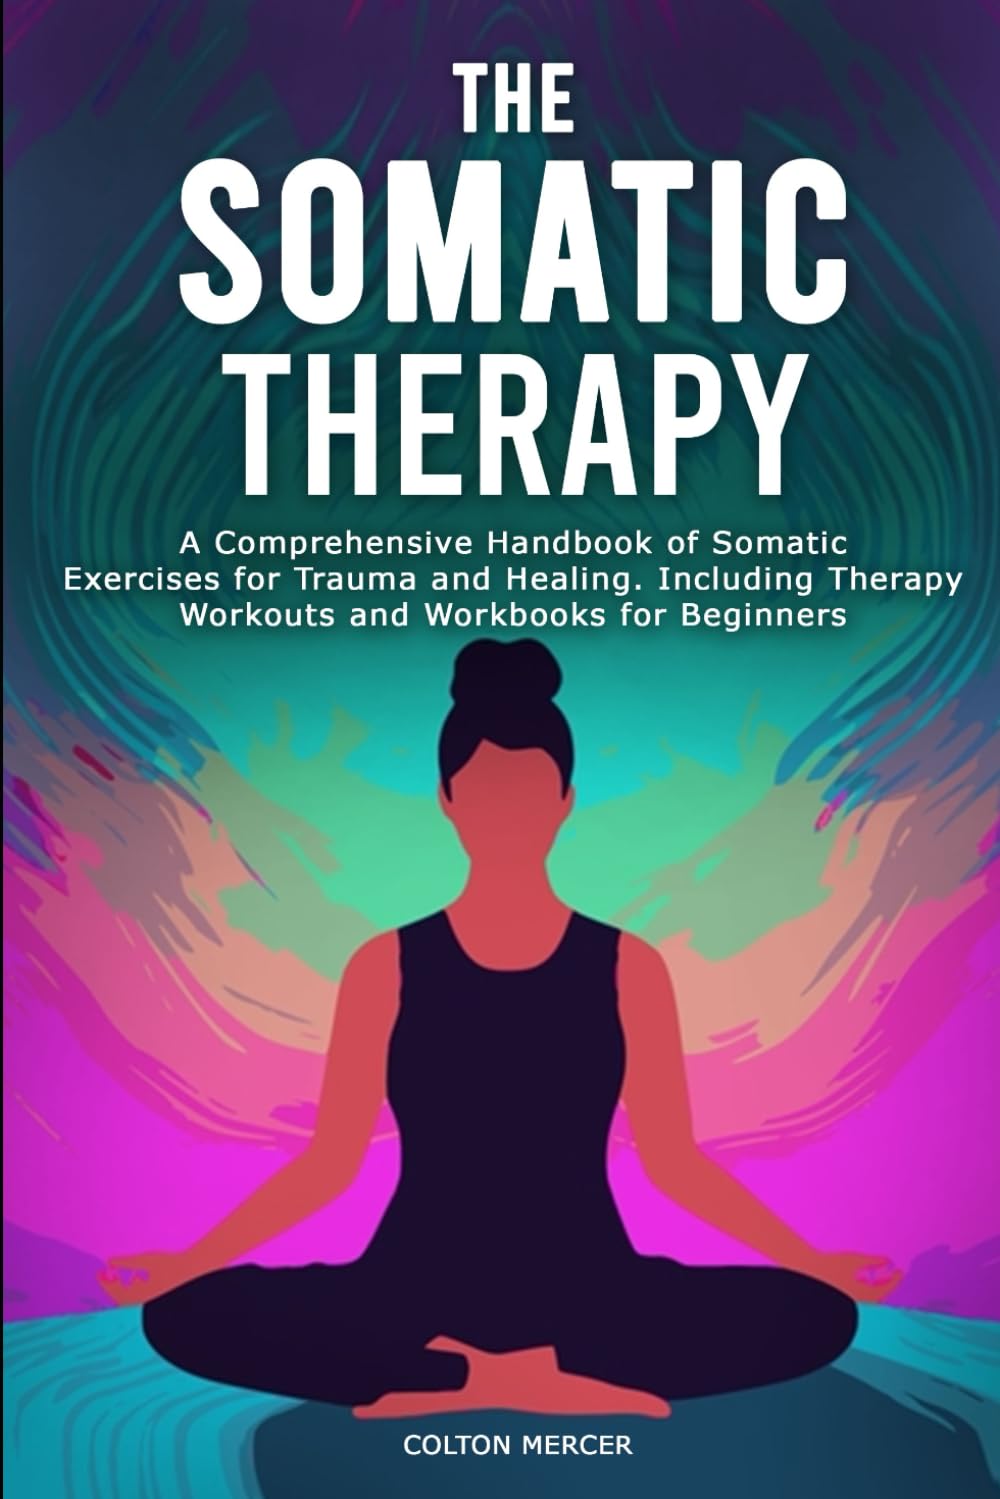 THE
SOMATIC
THERAPY
A Comprehensive Handbook of Somatic
Exercises for Trauma and Healing. Including Therapy
Workouts and Workbooks for Beginners
COLTON MERCER